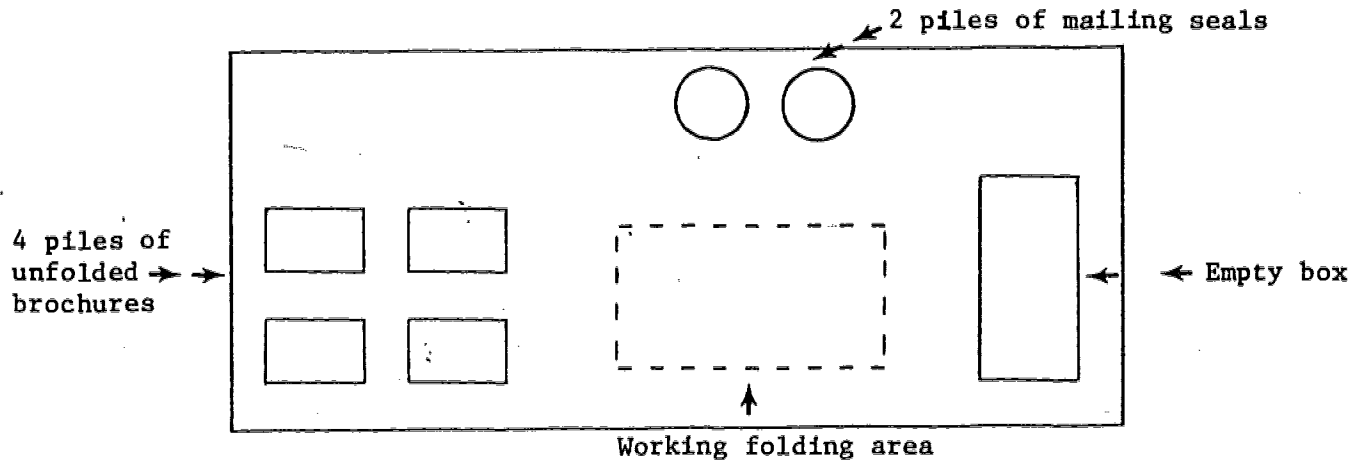 2 piles of mailing seals
4 piles of
unfolded
brochures
Empty box
Working folding area